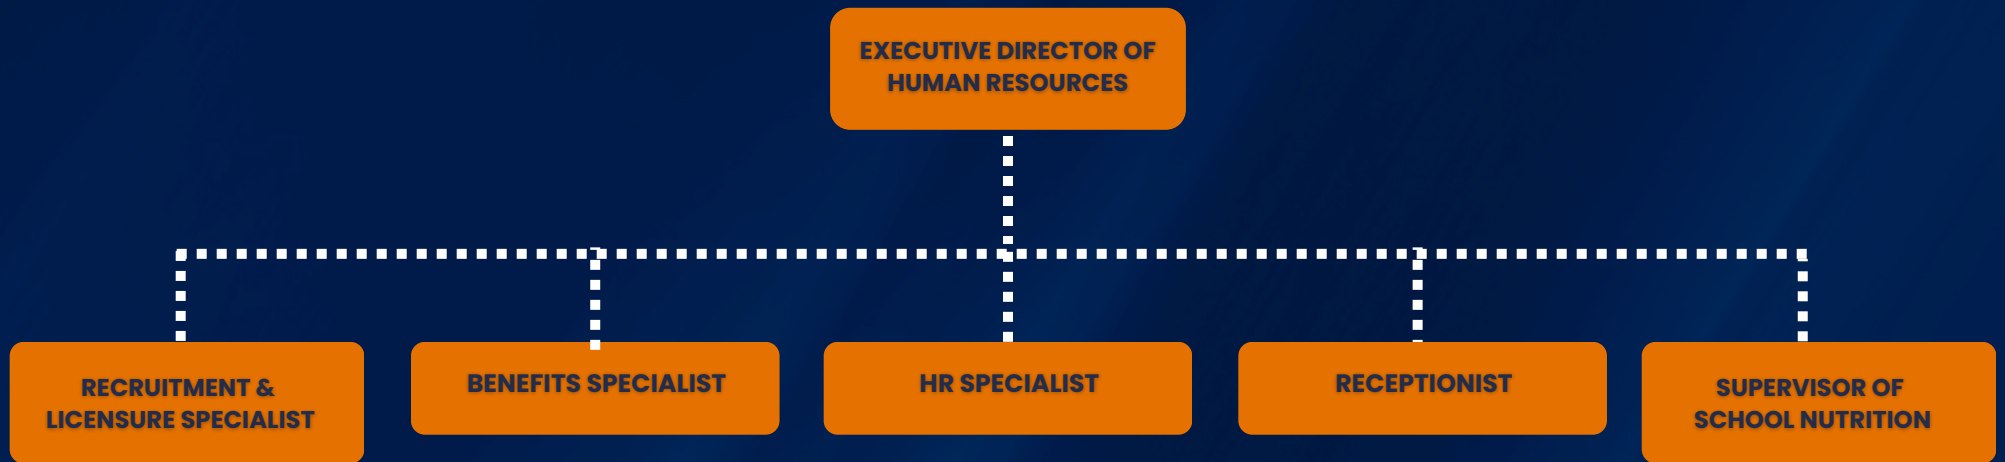 EXECUTIVE DIRECTOR OF
HUMAN RESOURCES
RECRUITMENT &
LICENSURE SPECIALIST
BENEFITS SPECIALIST
HR SPECIALIST
RECEPTIONIST
SUPERVISOR OF
SCHOOL NUTRITION